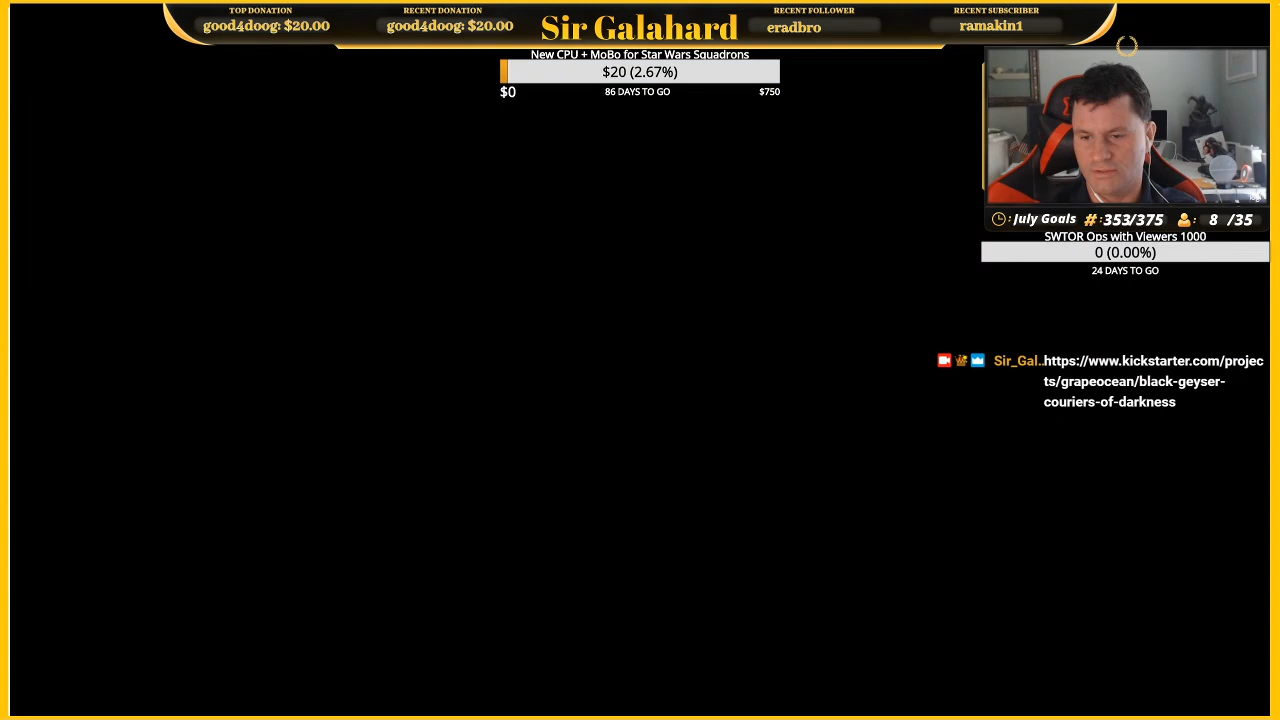 TOP DONATION
good4doog: $20.00
RECENT DONATION
good4doog: $20.00
Sir Galahard
RECENT FOLLOWER
eradbro
RECENT SUBSCRIBER
ramakin1
New CPU + MoBo for Star Wars Squadrons
$20 (2.67%)
$0 86 DAYS TO GO $750
: July Goals #:353/375 : 8 /35
SWTOR Ops with Viewers 1000
0 (0.00%)
24 DAYS TO GO
Sir_Gal..https://www.kickstarter.com/projec
ts/grapeocean/black-geyser-
couriers-of-darkness